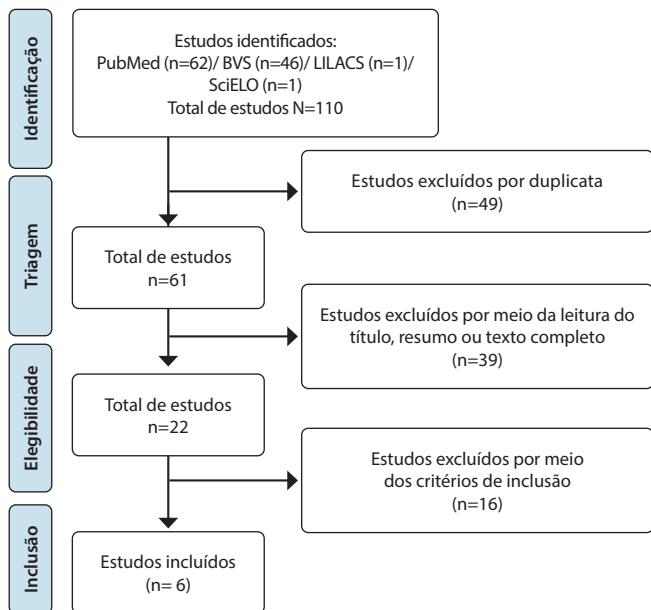 Identificação
Estudos identificados:
PubMed (n=62)/ BVS (n=46)/ LILACS (n=1)/
SciELO (n=1)
Total de estudos N=110
Estudos excluídos por duplicata
(n=49)
Triagem
Total de estudos
n=61
Estudos excluídos por meio da leitura do
título, resumo ou texto completo
(n=39)
Elegibilidade
Total de estudos
n=22
Estudos excluídos por meio
dos critérios de inclusão
(n=16)
Inclusão
Estudos incluídos
(n= 6)